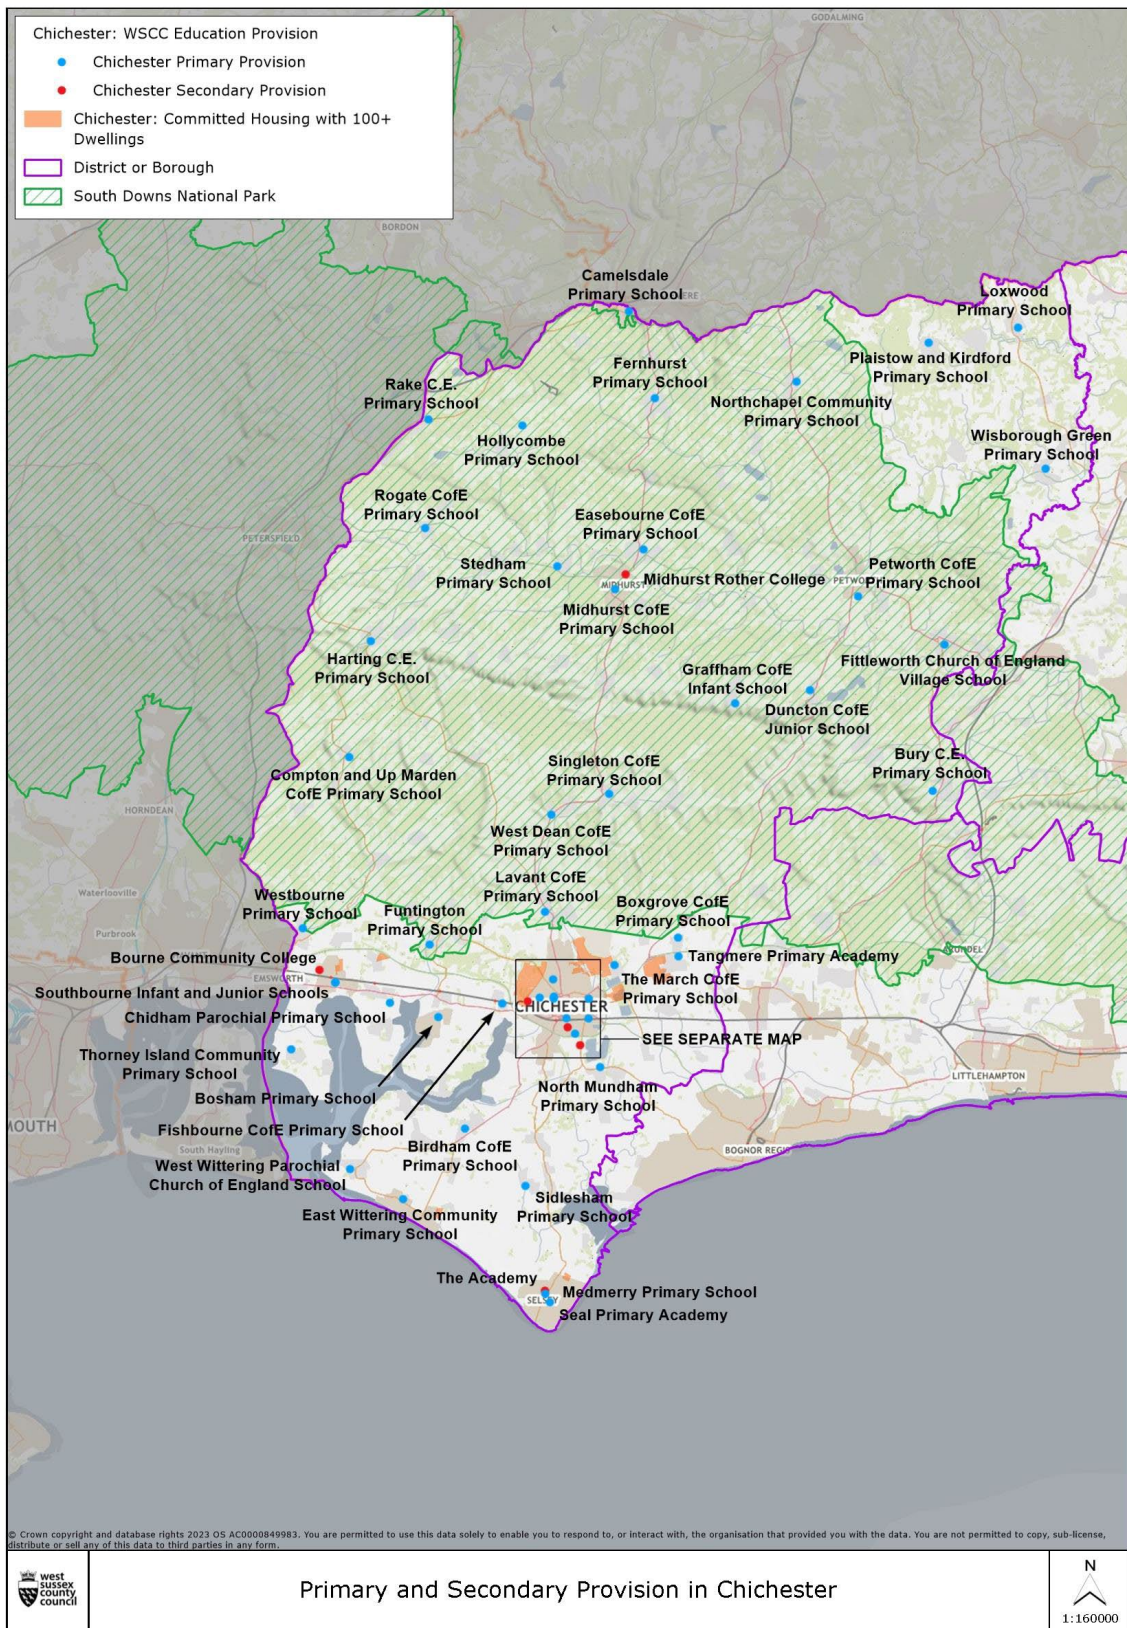 Chichester: WSCC Education Provision
Chichester Primary Provision
Chichester Secondary Provision
Chichester: Committed Housing with 100+
Dwellings
District or Borough
South Downs National Park
GODALMING
BORDON
Camelsdale
Primary School
Loxwood
Primary School
Plaistow and Kirdford
Primary School
Fernhurst
Primary School
Rake C.E.
Primary School
Northchapel Community
Primary School
Hollycombe
Primary School
Wisborough Green
Primary School
Rogate CofE
Primary School
Easebourne CofE
Primary School
PETERSFIELD
Stedham
Primary School
MIDHURST
Midhurst Rother College
Petworth CofE
Primary School
Midhurst CofE
Primary School
Harting C.E.
Primary School
Fittleworth Church of England
Village School
Graffham CofE
Infant School
Duncton CofE
Junior School
Bury C.E.
Primary School
Singleton CofE
Primary School
Compton and Up Marden
CofE Primary School
HORNDEAN
West Dean CofE
Primary School
Lavant CofE
Primary School
Waterlooville
Westbourne
Primary School
Funtington
Primary School
Boxgrove CofE
Primary School
Purbrook
Bourne Community College
Tangmere Primary Academy
EMSWORTH
The March CofE
Primary School
Southbourne Infant and Junior Schools
CHICHESTER
Chidham Parochial Primary School
SEE SEPARATE MAP
Thorney Island Community
Primary School
LITTLEHAMPTON
Bosham Primary School
North Mundham
Primary School
MOUTH
Fishbourne CofE Primary School
South Hayling
Birdham CofE
Primary School
BOGNOR REGIS
West Wittering Parochial
Church of England School
Sidlesham
Primary School
East Wittering Community
Primary School
The Academy
Medmerry Primary School
SELSEY
Seal Primary Academy
© Crown copyright and database rights 2023 OS AC0000849983. You are permitted to use this data solely to enable you to respond to, or interact with, the organisation that provided you with the data. You are not permitted to copy, sub-license,
distribute or sell any of this data to third parties in any form.
west
sussex
county
council
Primary and Secondary Provision in Chichester
N
1:160000